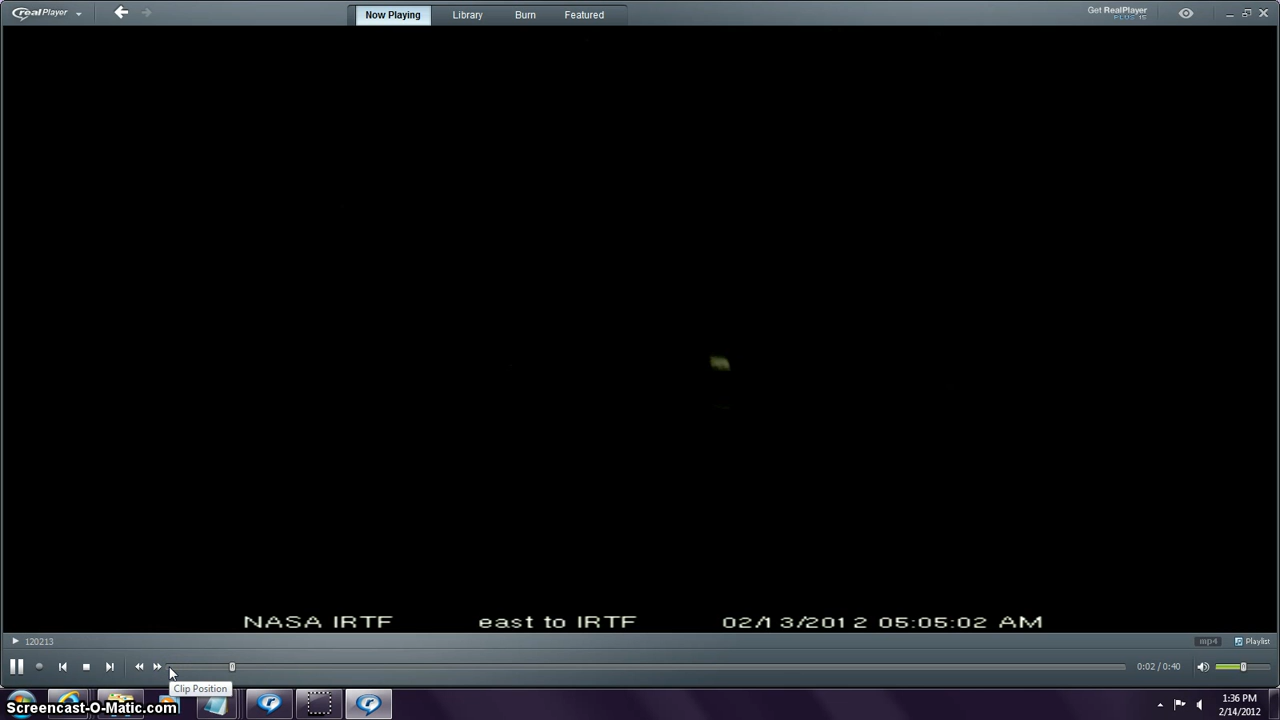 realPlayer
Now Playing Library Burn Featured
Get RealPlayer
PLUS 15
NASA IRTF east to IRTF 02/13/2012 05:05:02 AM
120213 mp4 Playlist
0:02 / 0:40
Clip Position
1:36 PM
2/14/2012
Screencast-O-Matic.com